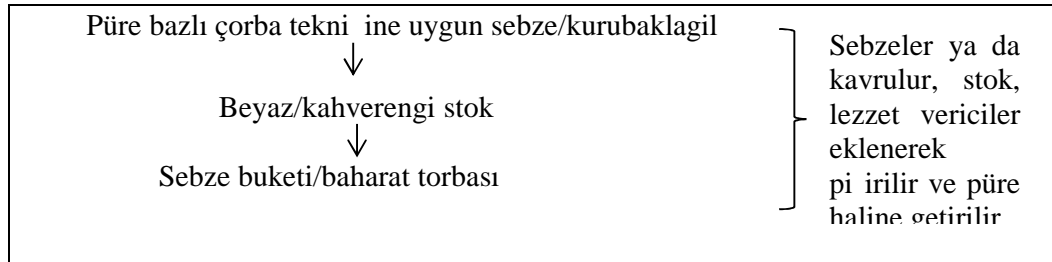 Püre bazlı çorba tekni ine uygun sebze/kurubaklagil
Beyaz/kahverengi stok
Sebze buketi/baharat torbası
Sebzeler ya da
kavrulur, stok,
lezzet vericiler
eklenerek
pi irilir ve püre
haline getirilir